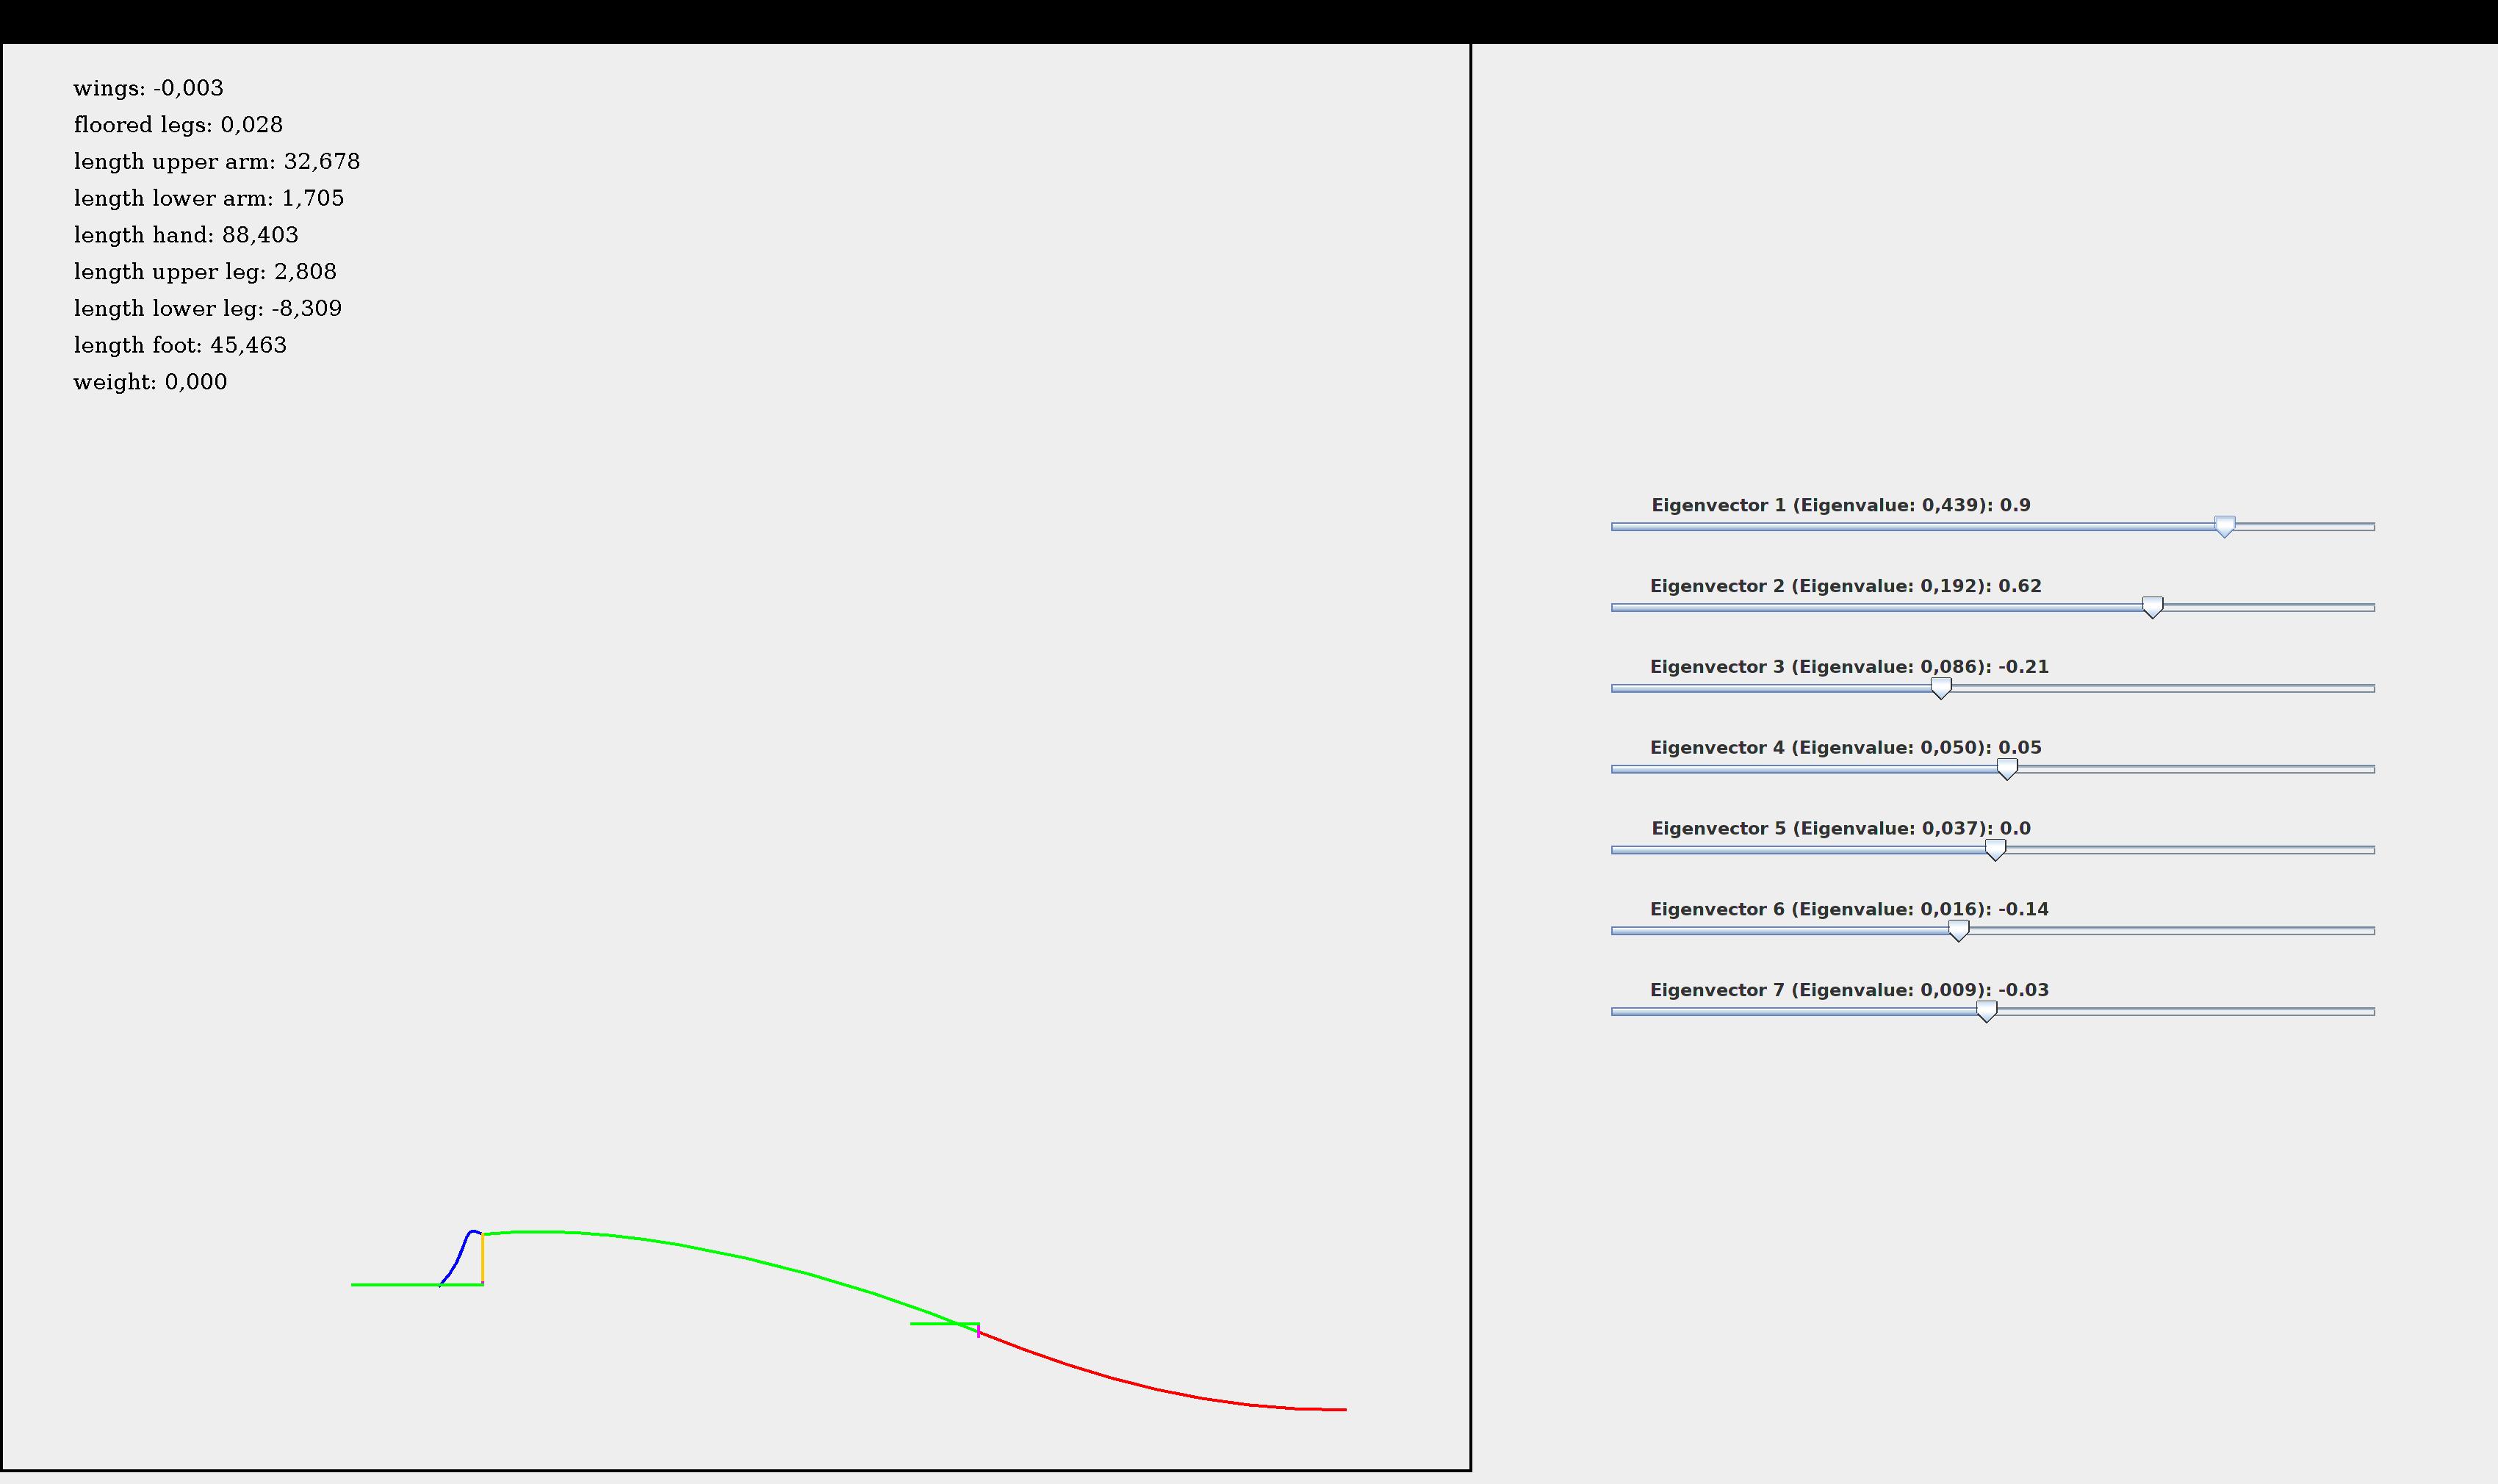 wings: -0,003
floored legs: 0,028
length upper arm: 32,678
length lower arm: 1,705
length hand: 88,403
length upper leg: 2,808
length lower leg: -8,309
length foot: 45,463
weight: 0,000
Eigenvector 1 (Eigenvalue: 0,439): 0.9
Eigenvector 2 (Eigenvalue: 0,192): 0.62
Eigenvector 3 (Eigenvalue: 0,086): -0.21
Eigenvector 4 (Eigenvalue: 0,050): 0.05
Eigenvector 5 (Eigenvalue: 0,037): 0.0
Eigenvector 6 (Eigenvalue: 0,016): -0.14
Eigenvector 7 (Eigenvalue: 0,009): -0.03